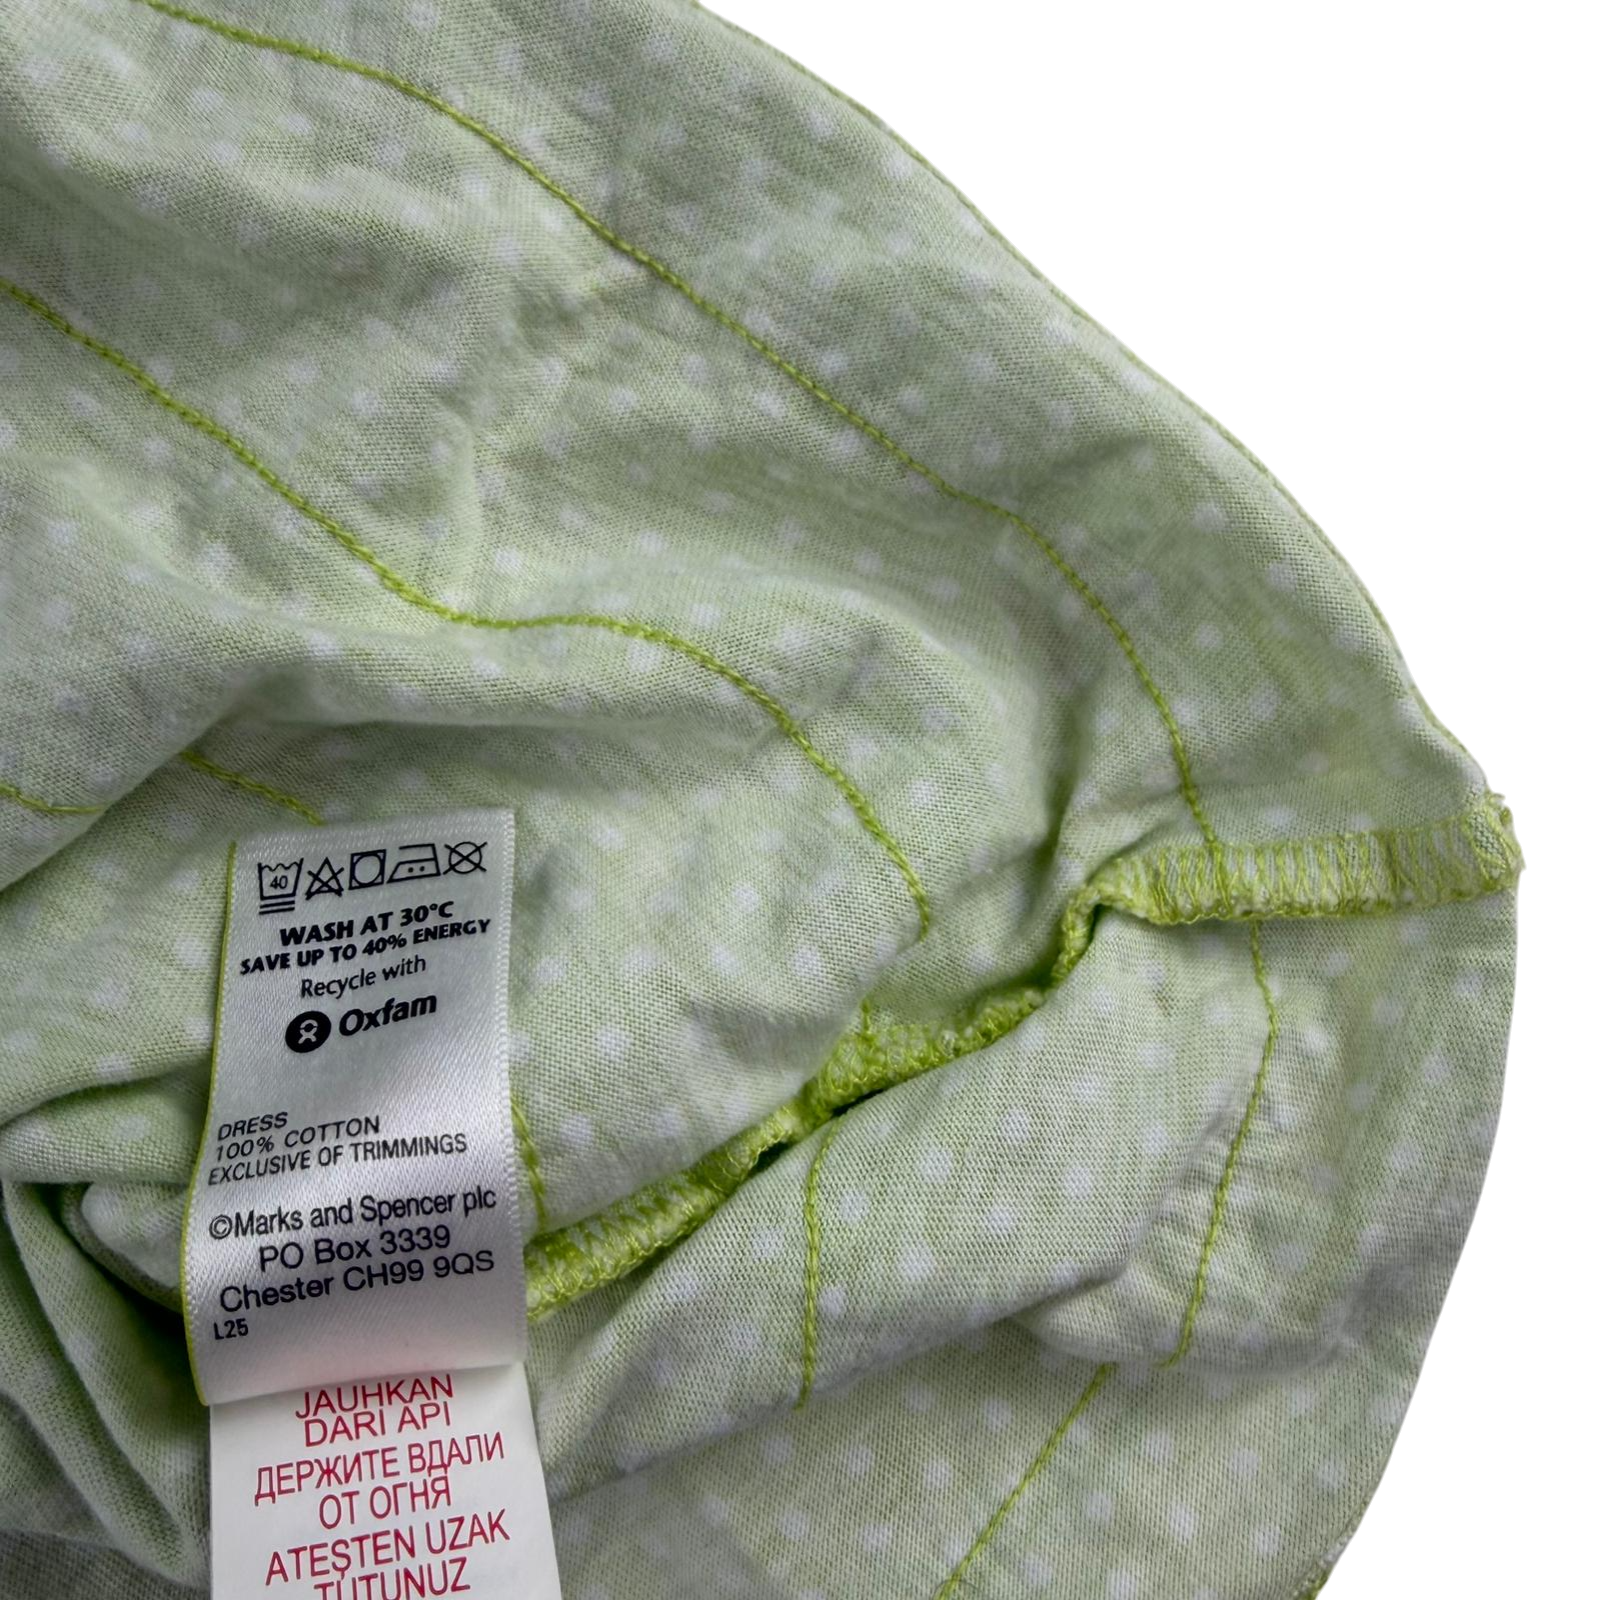 40
WASH AT 30°C
SAVE UP TO 40% ENERGY
Recycle with
Oxfam
DRESS
100% COTTON
EXCLUSIVE OF TRIMMINGS
©Marks and Spencer plc
PO Box 3339
Chester CH99 9QS
L25
JAUHKAN
DARI API
ДЕРЖИТЕ ВДАЛИ
ОТ ОГНЯ
ATEŞTEN UZAK
TUTUNUZ